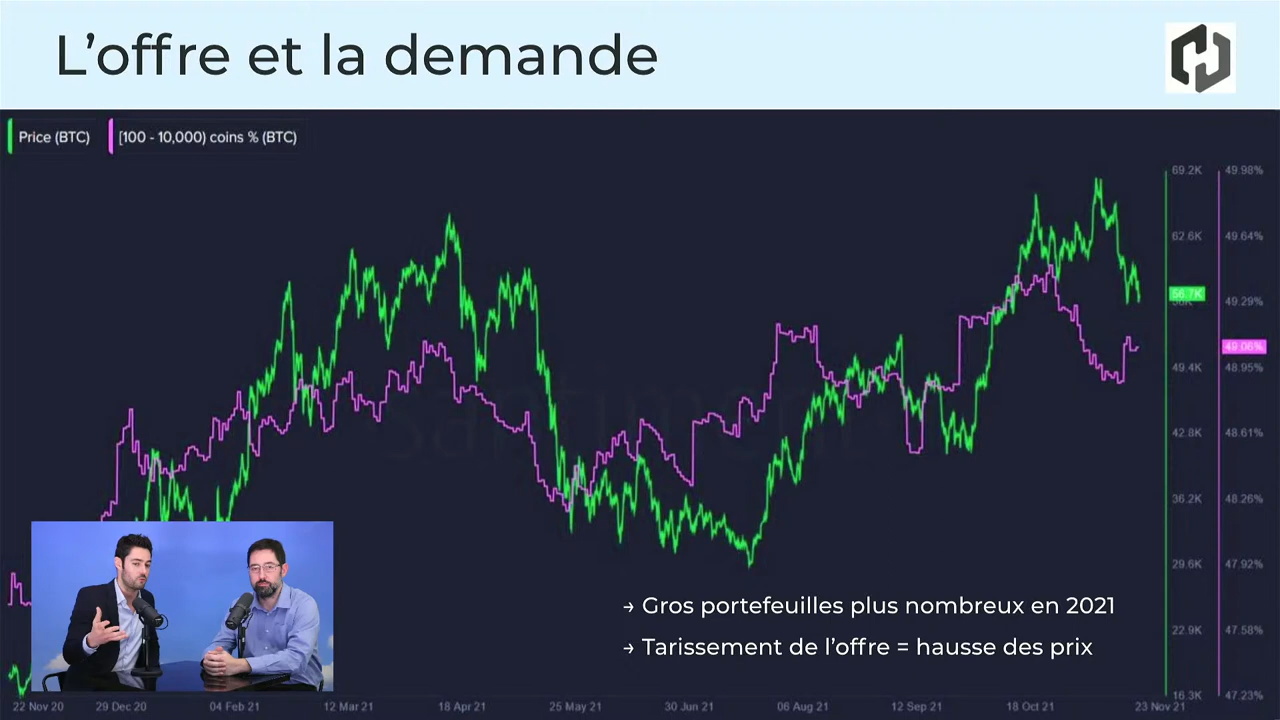 L'offre et la demande
Price (BTC) [100 - 10,000) coins % (BTC)
69.2K 49.98%
62.6K 49.64%
56.7K
56K 49.29%
49.06%
49.4K 48.95%
42.8K 48.61%
36.2K 48.26%
29.6K 47.92%
22.9K 47.58%
16.3K 47.23%
santiment
→ Gros portefeuilles plus nombreux en 2021
→ Tarissement de l'offre = hausse des prix
22 Nov 20 29 Dec 20 04 Feb 21 12 Mar 21 18 Apr 21 25 May 21 30 Jun 21 06 Aug 21 12 Sep 21 18 Oct 21 23 Nov 21